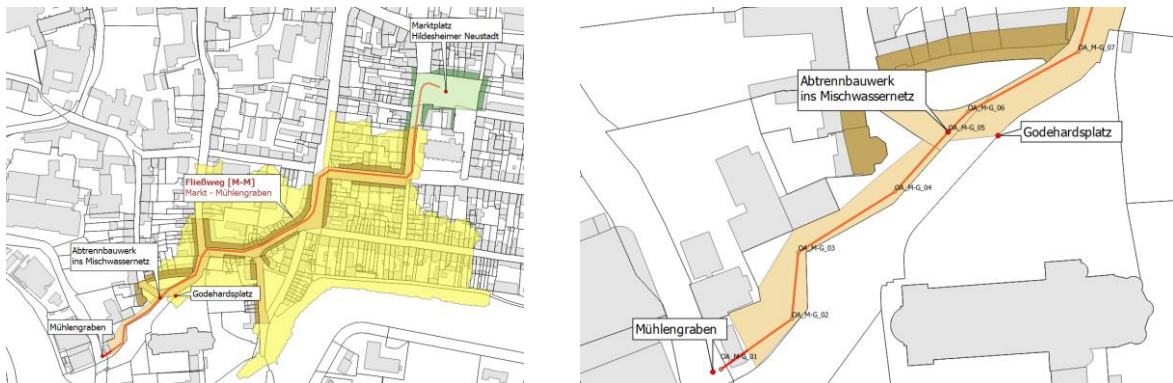 Marktplatz
Hildesheimer Neustadt
Fließweg [M-M]
Markt - Mühlengraben
Abtrennbauwerk
ins Mischwassernetz
Godehardsplatz
Mühlengraben
OA_M-G_07
Abtrennbauwerk
ins Mischwassernetz
OA_M-G_06
OA_M-G_05
Godehardsplatz
OA_M-G_04
OA_M-G_03
OA_M-G_02
Mühlengraben
OA_M-G_01